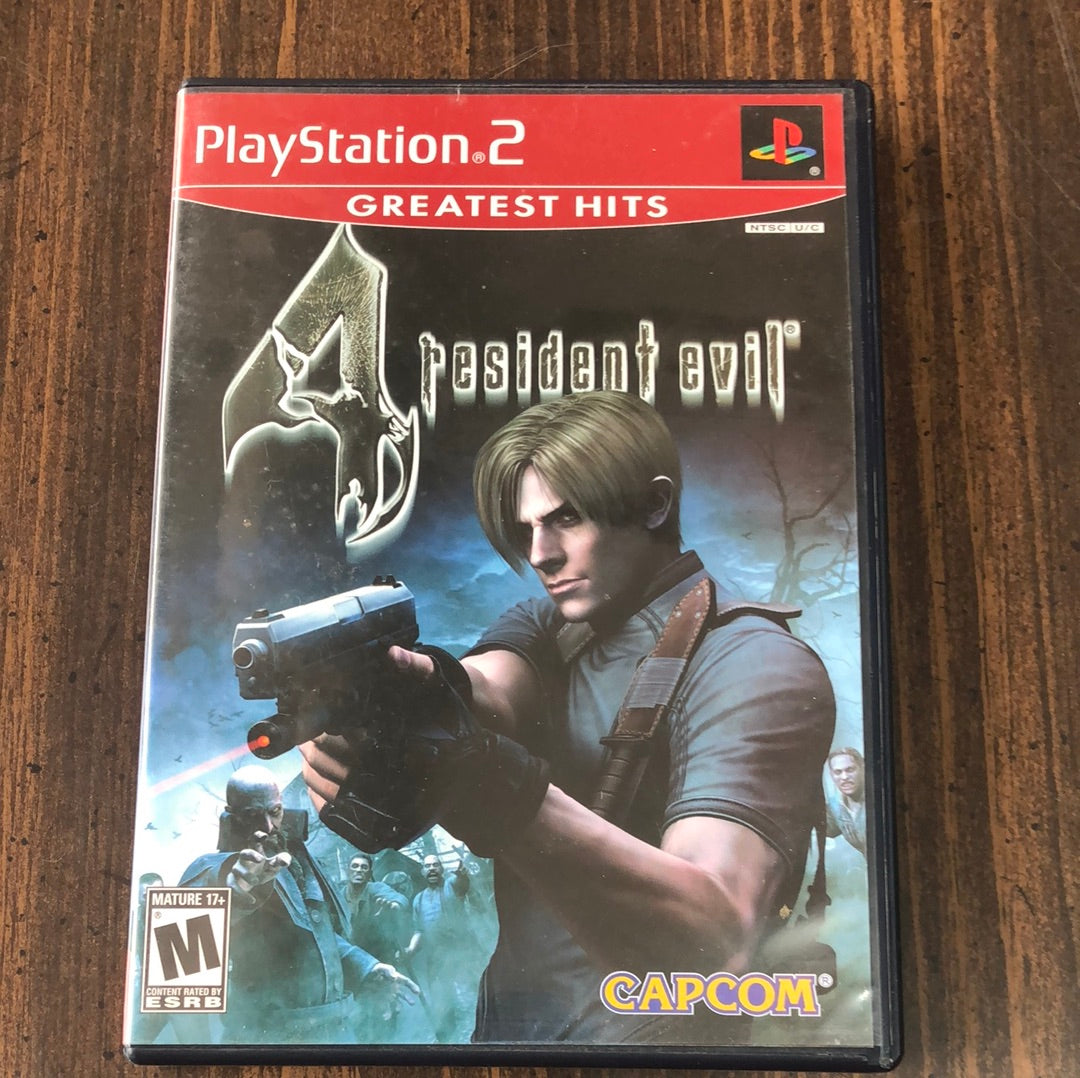 PlayStation®2
GREATEST HITS
NTSC U/C
4
resident evil®
MATURE 17+
M®
CONTENT RATED BY
ESRB
CAPCOM®